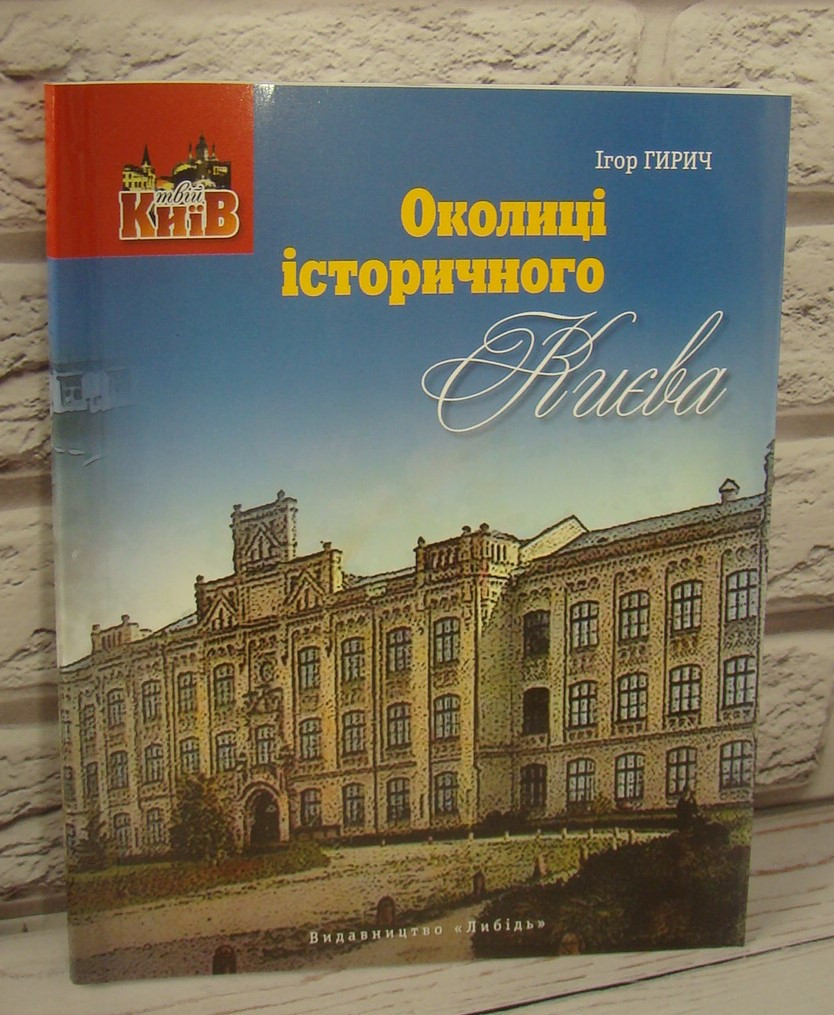 твій
Київ
Ігор ГИРИЧ
Околиці
історичного
Києва
Видавництво «Либідь»